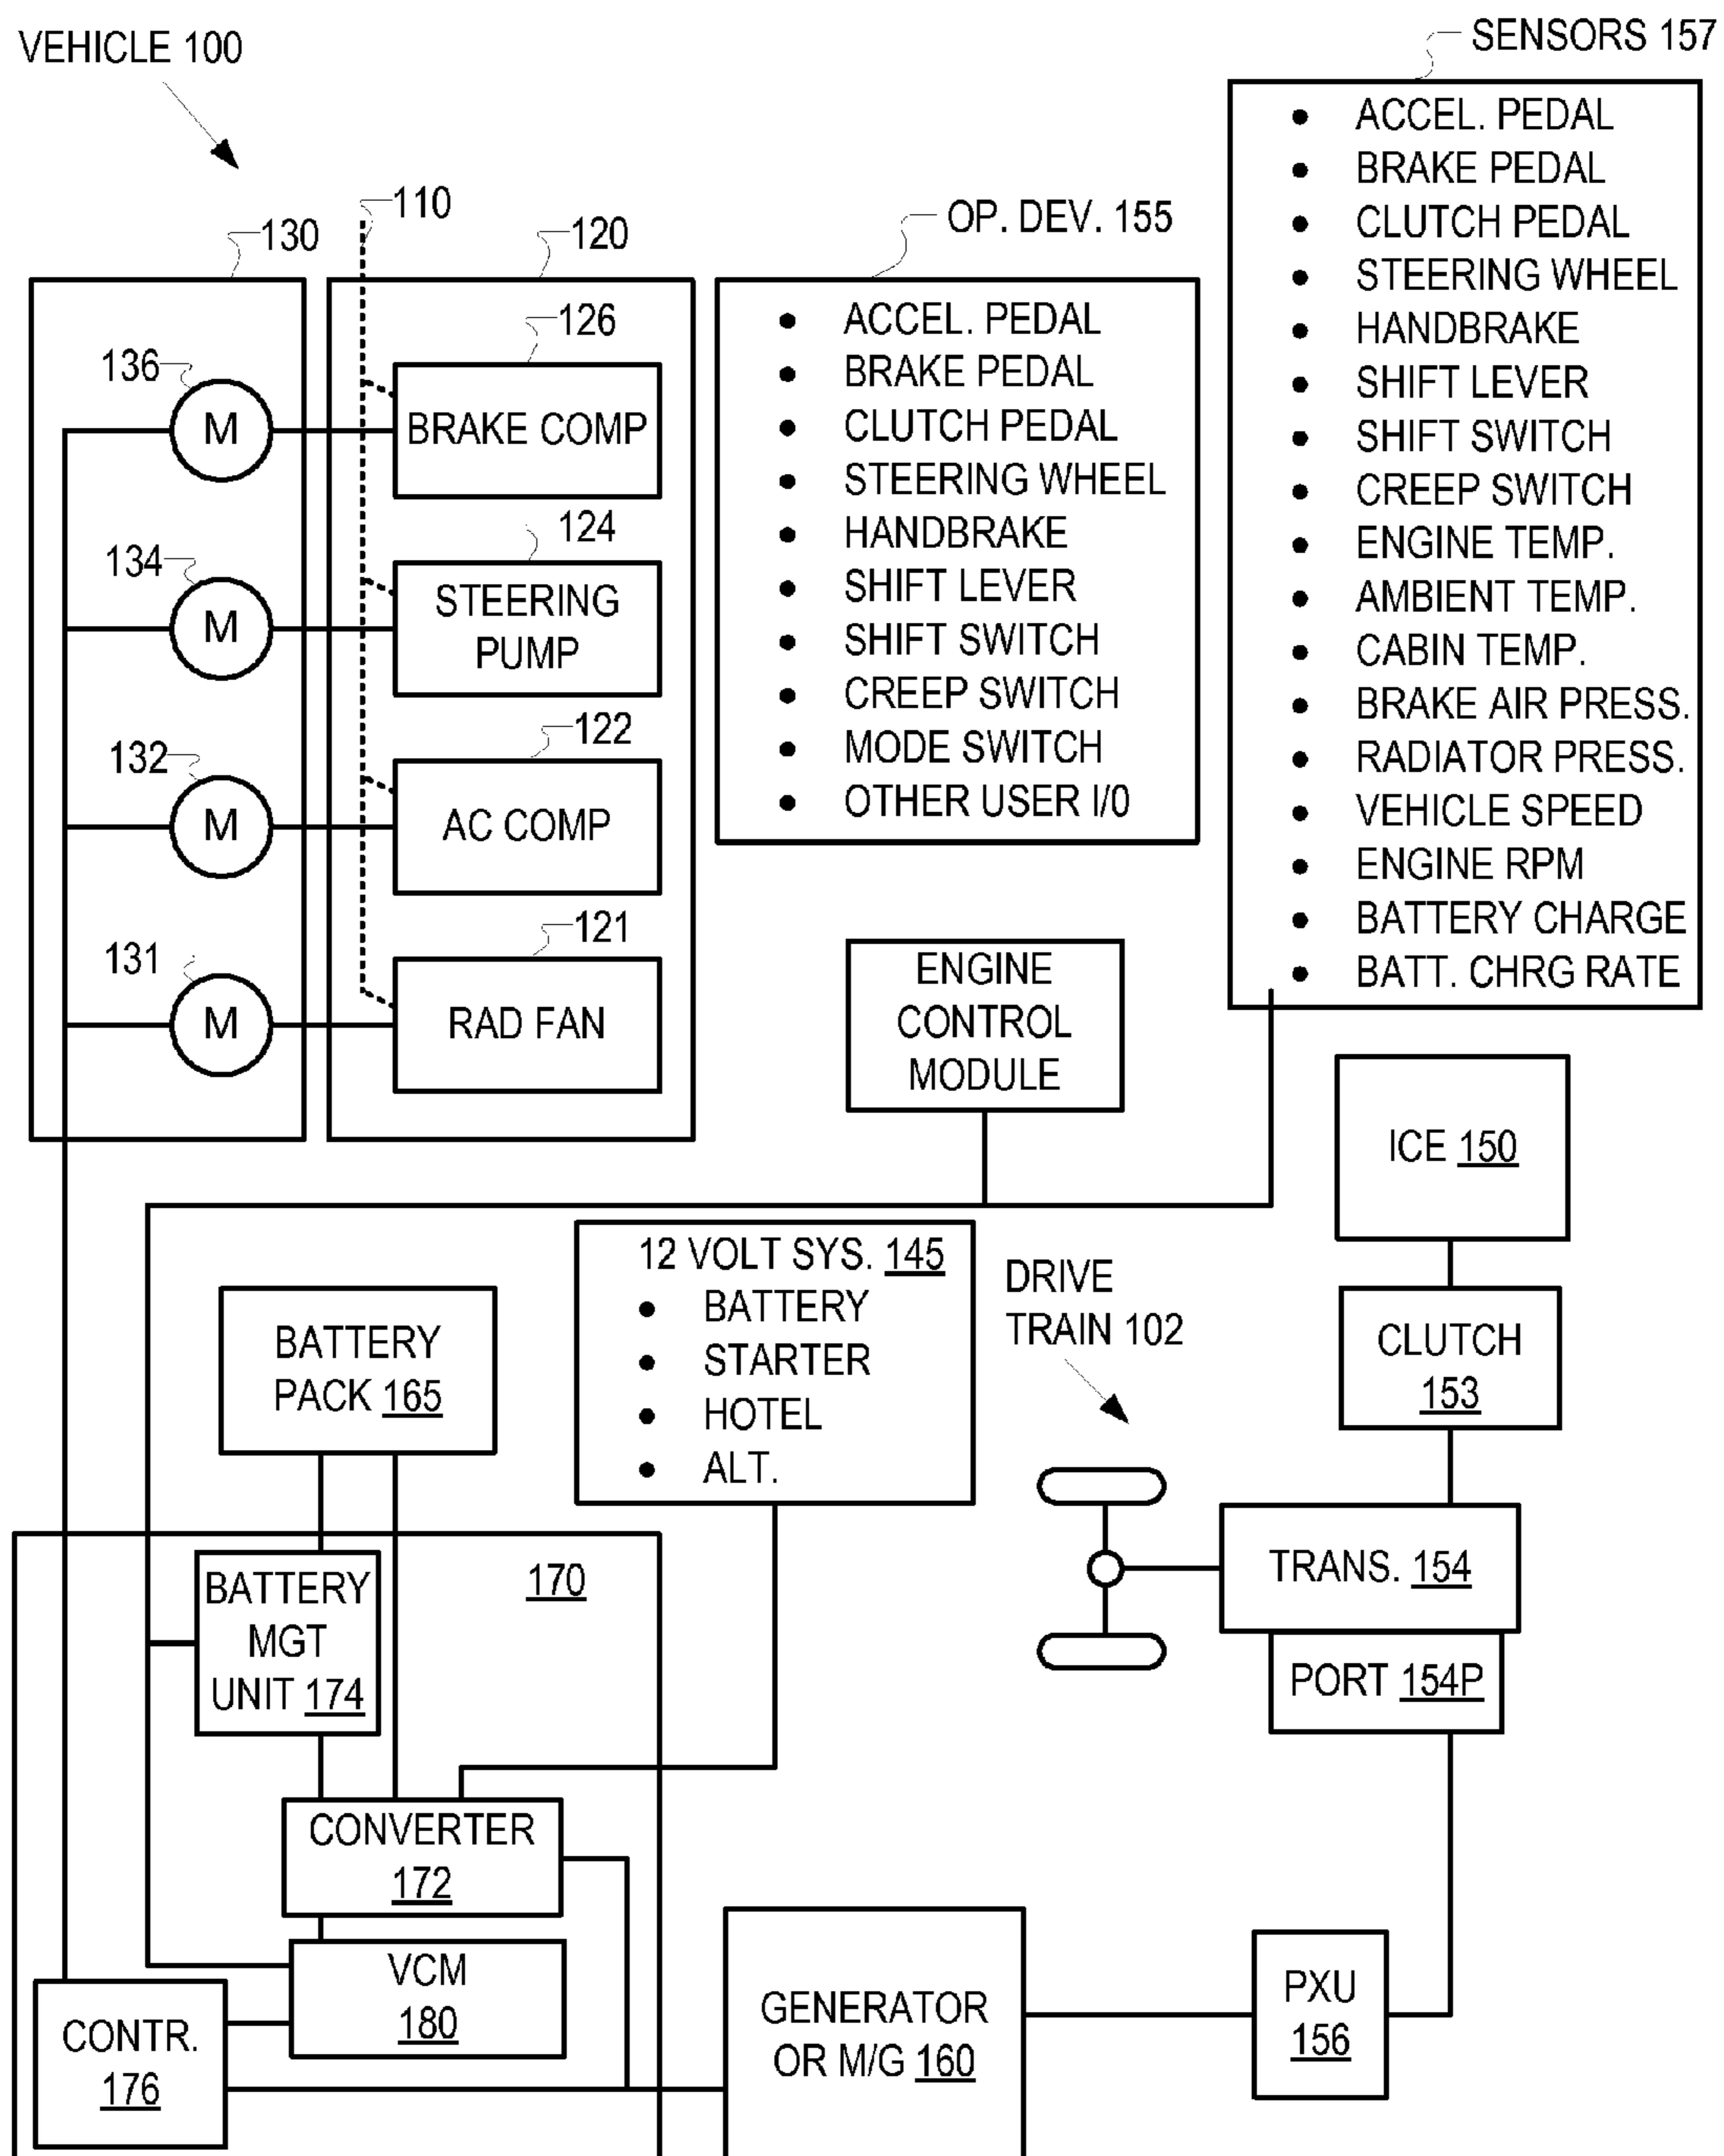 VEHICLE 100
SENSORS 157
• ACCEL. PEDAL
• BRAKE PEDAL
• CLUTCH PEDAL
• STEERING WHEEL
• HANDBRAKE
• SHIFT LEVER
• SHIFT SWITCH
• CREEP SWITCH
• ENGINE TEMP.
• AMBIENT TEMP.
• CABIN TEMP.
• BRAKE AIR PRESS.
• RADIATOR PRESS.
• VEHICLE SPEED
• ENGINE RPM
• BATTERY CHARGE
• BATT. CHRG RATE
110
130
120
OP. DEV. 155
• ACCEL. PEDAL
• BRAKE PEDAL
• CLUTCH PEDAL
• STEERING WHEEL
• HANDBRAKE
• SHIFT LEVER
• SHIFT SWITCH
• CREEP SWITCH
• MODE SWITCH
• OTHER USER I/0
126
136
M
BRAKE COMP
124
134
M
STEERING
PUMP
122
132
M
AC COMP
121
131
M
RAD FAN
ENGINE
CONTROL
MODULE
ICE 150
12 VOLT SYS. 145
• BATTERY
• STARTER
• HOTEL
• ALT.
DRIVE
TRAIN 102
CLUTCH
153
BATTERY
PACK 165
TRANS. 154
PORT 154P
170
BATTERY
MGT
UNIT 174
CONVERTER
172
VCM
180
CONTR.
176
GENERATOR
OR M/G 160
PXU
156